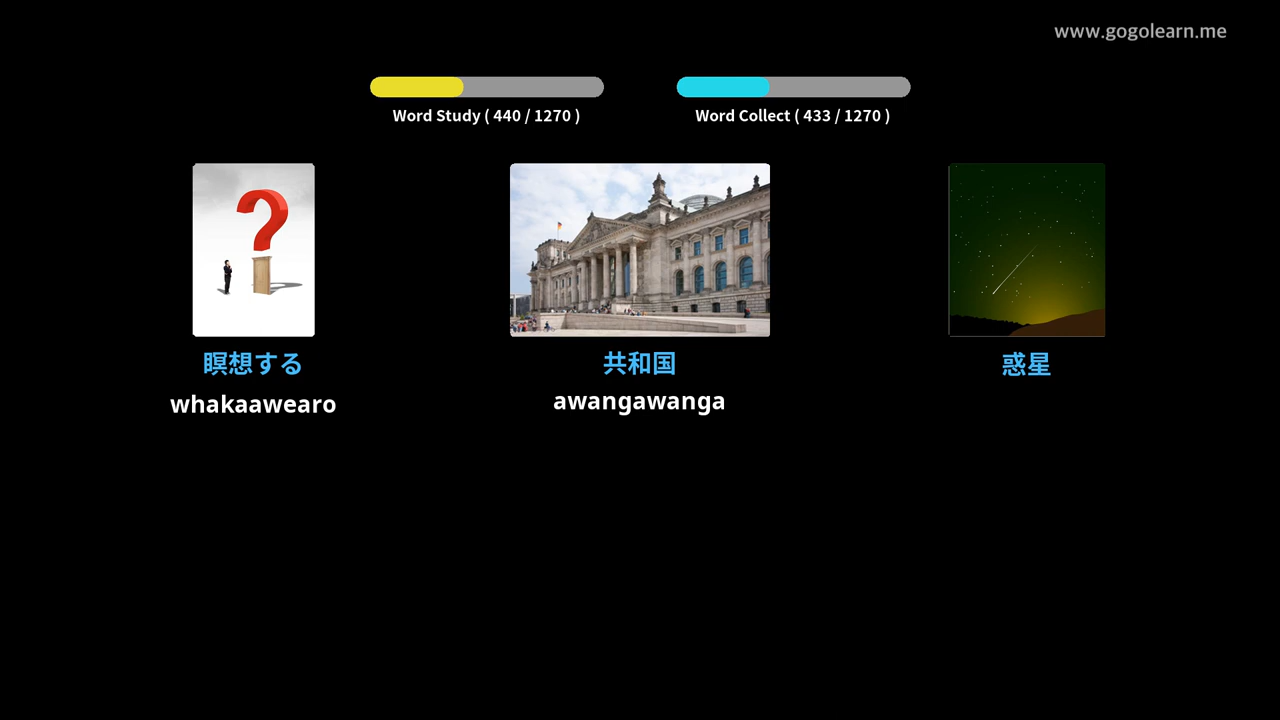 www.gogolearn.me
Word Study ( 440 / 1270 )
Word Collect ( 433 / 1270 )
瞑想する
共和国
惑星
whakaawearo
awangawanga